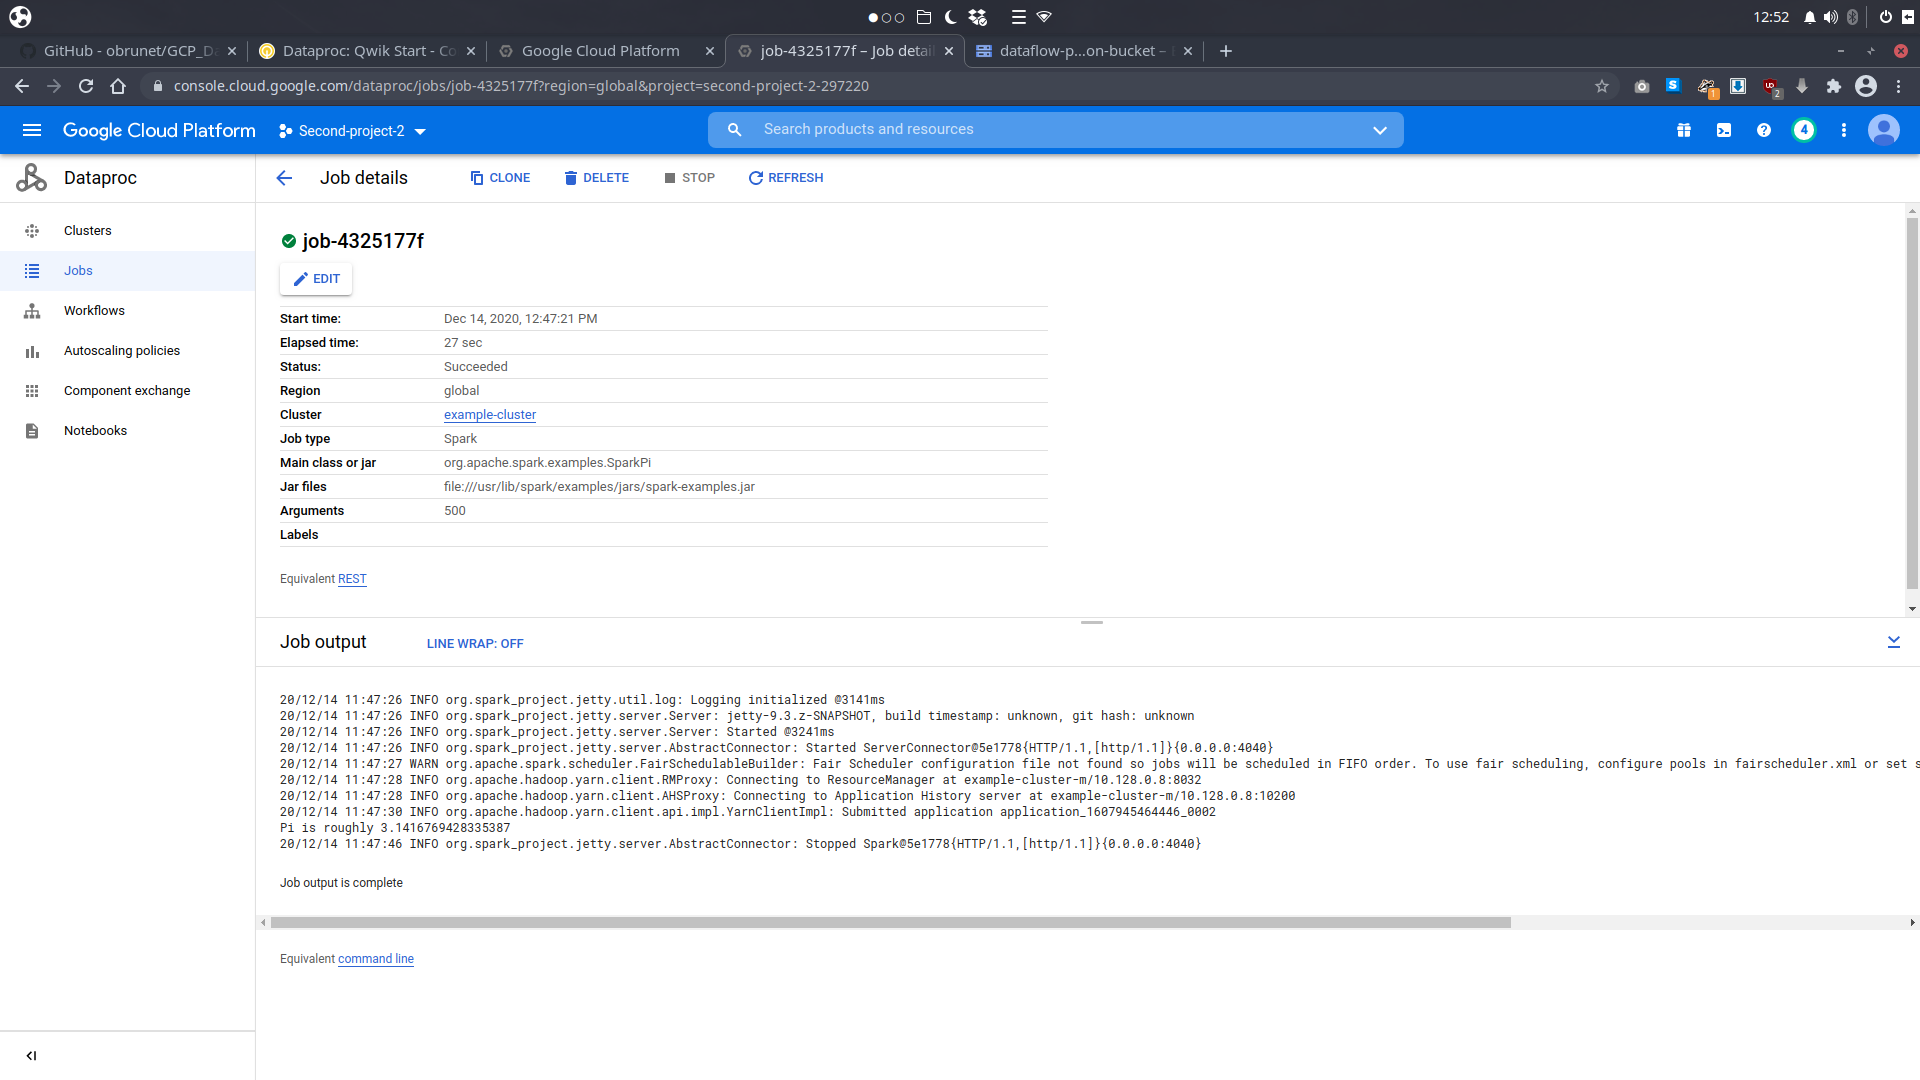 12:52
GitHub - obrunet/GCP_Da
Dataproc: Qwik Start - Co
Google Cloud Platform
job-4325177f – Job detail
dataflow-p...on-bucket –
console.cloud.google.com/dataproc/jobs/job-4325177f?region=global&project=second-project-2-297220
S
1
UD
2
Google Cloud Platform
Second-project-2
Search products and resources
4
Dataproc
Job details
CLONE
DELETE
STOP
REFRESH
Clusters
Jobs
Workflows
Autoscaling policies
Component exchange
Notebooks
job-4325177f
EDIT
Start time: Dec 14, 2020, 12:47:21 PM
Elapsed time: 27 sec
Status: Succeeded
Region global
Cluster example-cluster
Job type Spark
Main class or jar org.apache.spark.examples.SparkPi
Jar files file:///usr/lib/spark/examples/jars/spark-examples.jar
Arguments 500
Labels
Equivalent REST
Job output LINE WRAP: OFF
20/12/14 11:47:26 INFO org.spark_project.jetty.util.log: Logging initialized @3141ms
20/12/14 11:47:26 INFO org.spark_project.jetty.server.Server: jetty-9.3.z-SNAPSHOT, build timestamp: unknown, git hash: unknown
20/12/14 11:47:26 INFO org.spark_project.jetty.server.Server: Started @3241ms
20/12/14 11:47:26 INFO org.spark_project.jetty.server.AbstractConnector: Started ServerConnector@5e1778{HTTP/1.1,[http/1.1]}{0.0.0.0:4040}
20/12/14 11:47:27 WARN org.apache.spark.scheduler.FairSchedulableBuilder: Fair Scheduler configuration file not found so jobs will be scheduled in FIFO order. To use fair scheduling, configure pools in fairscheduler.xml or set s
20/12/14 11:47:28 INFO org.apache.hadoop.yarn.client.RMProxy: Connecting to ResourceManager at example-cluster-m/10.128.0.8:8032
20/12/14 11:47:28 INFO org.apache.hadoop.yarn.client.AHSProxy: Connecting to Application History server at example-cluster-m/10.128.0.8:10200
20/12/14 11:47:30 INFO org.apache.hadoop.yarn.client.api.impl.YarnClientImpl: Submitted application application_1607945464446_0002
Pi is roughly 3.1416769428335387
20/12/14 11:47:46 INFO org.spark_project.jetty.server.AbstractConnector: Stopped Spark@5e1778{HTTP/1.1,[http/1.1]}{0.0.0.0:4040}
Job output is complete
Equivalent command line